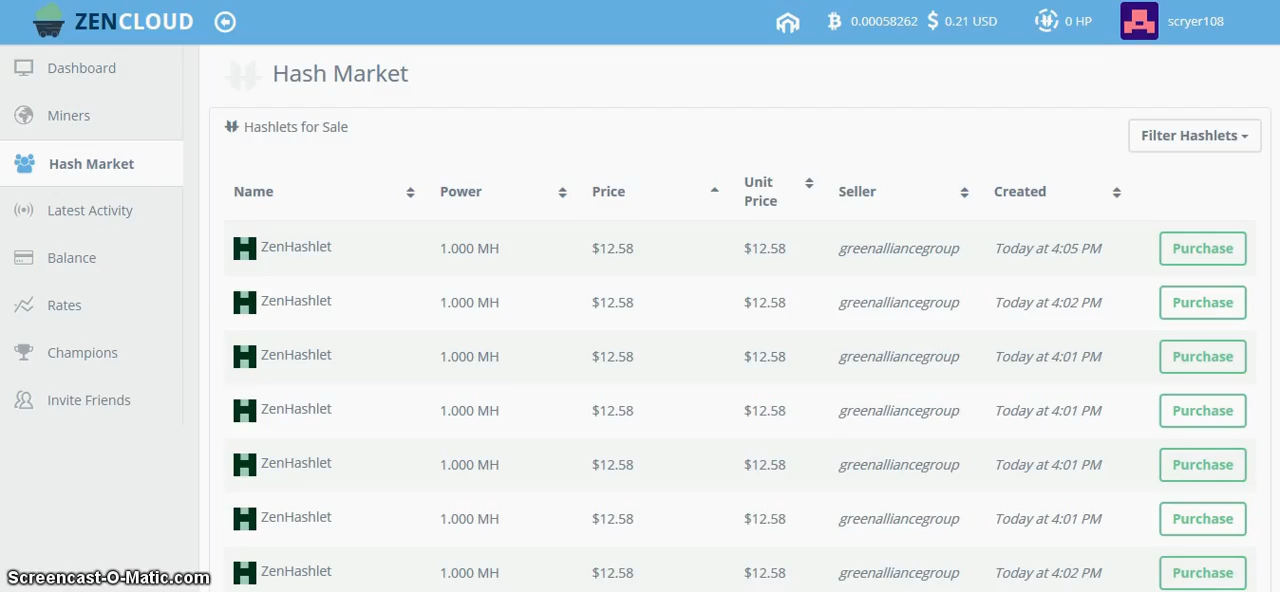 ZENCLOUD 0.00058262 $ 0.21 USD 0 HP scryer108
Dashboard
Miners
Hash Market
Latest Activity
Balance
Rates
Champions
Invite Friends
Hash Market
Hashlets for Sale
Filter Hashlets
Name Power Price Unit Price Seller Created
ZenHashlet 1.000 MH $12.58 $12.58 greenalliancegroup Today at 4:05 PM Purchase
ZenHashlet 1.000 MH $12.58 $12.58 greenalliancegroup Today at 4:02 PM Purchase
ZenHashlet 1.000 MH $12.58 $12.58 greenalliancegroup Today at 4:01 PM Purchase
ZenHashlet 1.000 MH $12.58 $12.58 greenalliancegroup Today at 4:01 PM Purchase
ZenHashlet 1.000 MH $12.58 $12.58 greenalliancegroup Today at 4:01 PM Purchase
ZenHashlet 1.000 MH $12.58 $12.58 greenalliancegroup Today at 4:01 PM Purchase
ZenHashlet 1.000 MH $12.58 $12.58 greenalliancegroup Today at 4:02 PM Purchase
Screencast-O-Matic.com